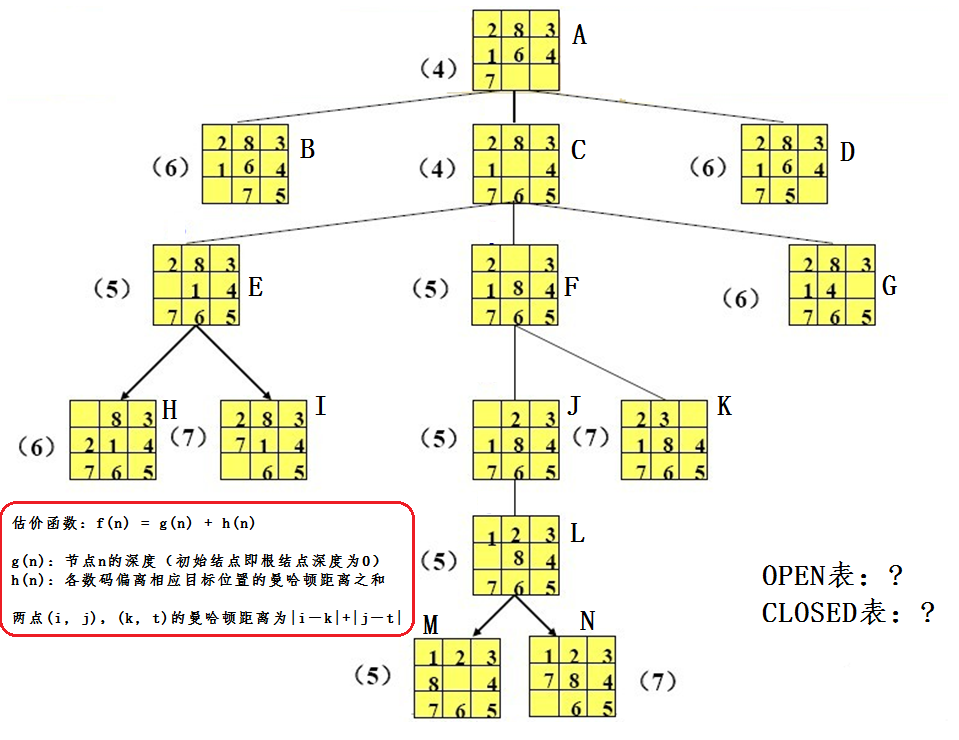 2 8 3 A
1 6 4
(4) 7
2 8 3 B
(6) 1 6 4
7 5
2 8 3 C
(4) 1 4
7 6 5
2 8 3 D
(6) 1 6 4
7 5
2 8 3
(5) 1 4 E
7 6 5
2 3
(5) 1 8 4 F
7 6 5
2 8 3
(6) 1 4 G
7 6 5
8 3 H
(6) 2 1 4
7 6 5
2 8 3 I
(7) 7 1 4
6 5
2 3 J
(5) 1 8 4
7 6 5
2 3 K
(7) 1 8 4
7 6 5
1 2 3 L
(5) 8 4
7 6 5
M
1 2 3
(5) 8 4
7 6 5
N
1 2 3
7 8 4 (7)
6 5
估价函数: f(n) = g(n) + h(n)
g(n): 节点n的深度(初始结点即根结点深度为0)
h(n): 各数码偏离相应目标位置的曼哈顿距离之和
两点(i, j), (k, t)的曼哈顿距离为|i-k|+|j-t|
OPEN表: ?
CLOSED表: ?